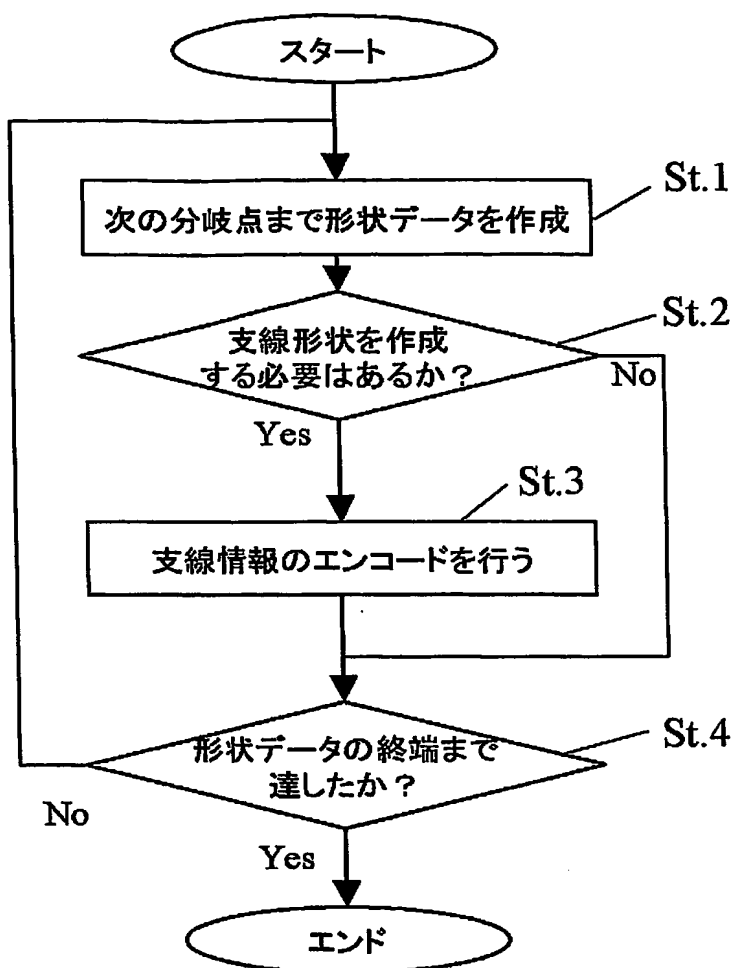 スタート
St.1
次の分岐点まで形状データを作成
St.2
支線形状を作成
する必要はあるか？
No
Yes
St.3
支線情報のエンコードを行う
St.4
形状データの終端まで
達したか？
No
Yes
エンド